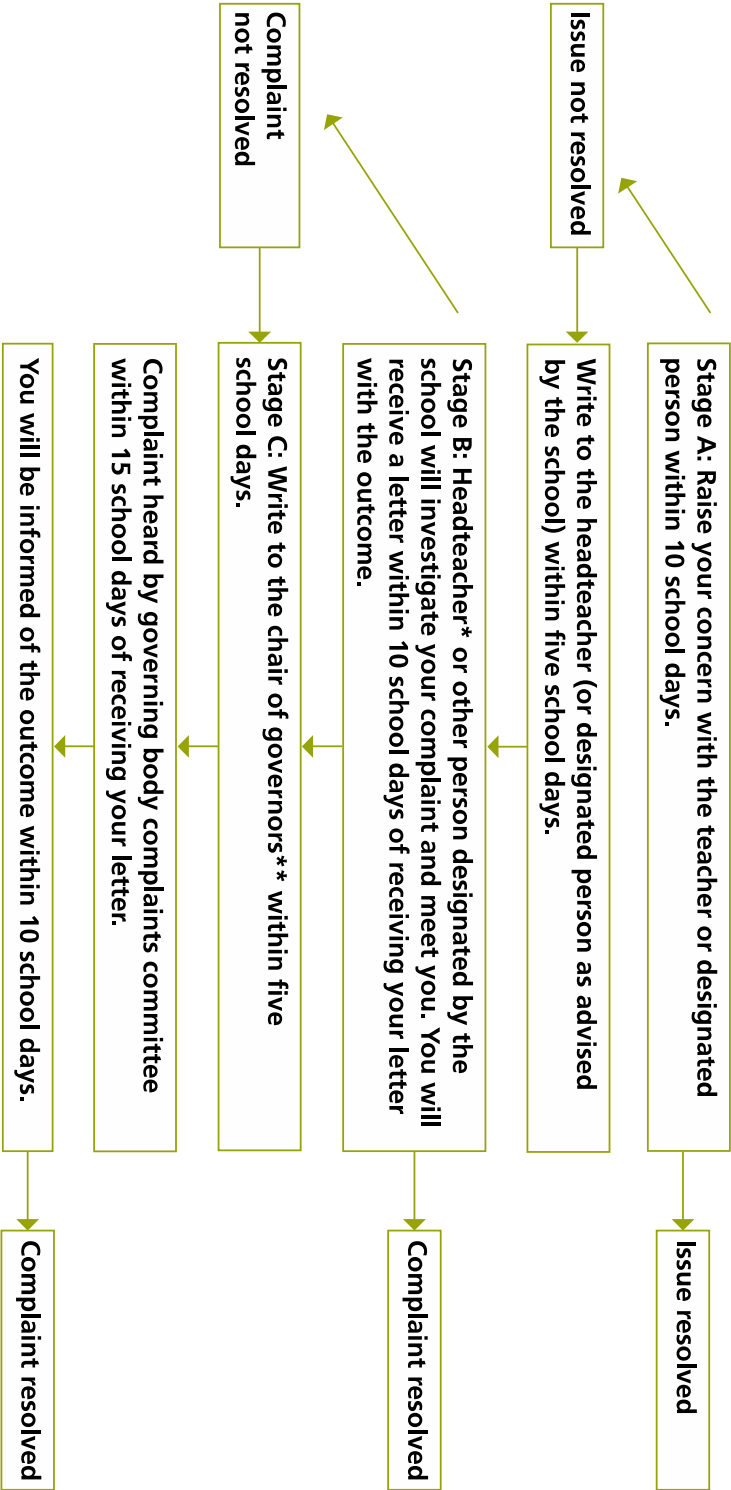 Stage A: Raise your concern with the teacher or designated
person within 10 school days.
Issue resolved
Issue not resolved
Write to the headteacher (or designated person as advised
by the school) within five school days.
Stage B: Headteacher* or other person designated by the
school will investigate your complaint and meet you. You will
receive a letter within 10 school days of receiving your letter
with the outcome.
Complaint resolved
Complaint
not resolved
Stage C: Write to the chair of governors** within five
school days.
Complaint heard by governing body complaints committee
within 15 school days of receiving your letter.
You will be informed of the outcome within 10 school days.
Complaint resolved